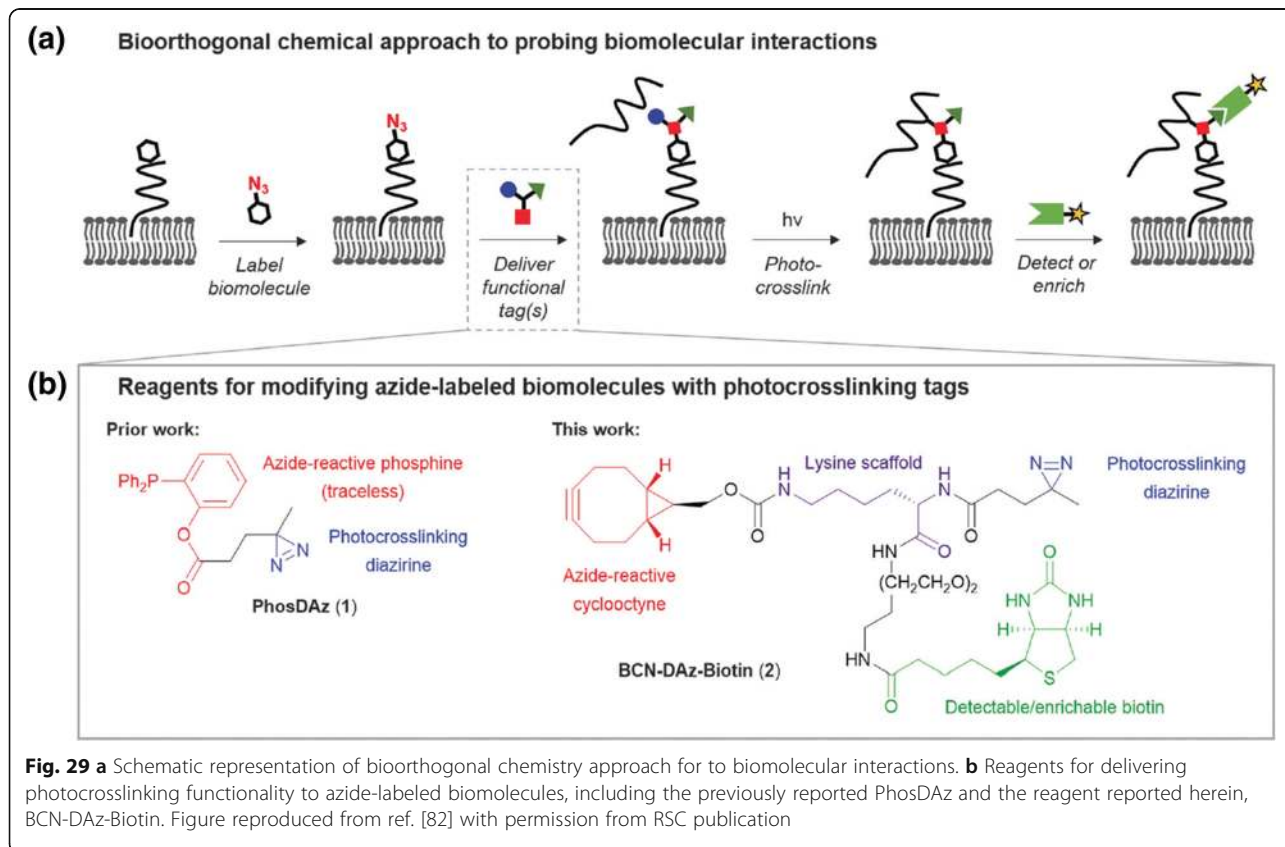 (a) Bioorthogonal chemical approach to probing biomolecular interactions
N3
N3
Label
biomolecule
Deliver
functional
tag(s)
hv
Photo-
crosslink
Detect or
enrich
(b) Reagents for modifying azide-labeled biomolecules with photocrosslinking tags
Prior work:
Ph2P
Azide-reactive phosphine
(traceless)
O
O
N
N
Photocrosslinking
diazirine
PhosDAz (1)
This work:
H
H
Azide-reactive
cyclooctyne
O
O
H
N
Lysine scaffold
H
N
O
N=N
Photocrosslinking
diazirine
O
HN
(CH2CH2O)2
HN
O
O
HN
NH
H
H
S
BCN-DAz-Biotin (2)
Detectable/enrichable biotin
Fig. 29 a Schematic representation of bioorthogonal chemistry approach for to biomolecular interactions. b Reagents for delivering
photocrosslinking functionality to azide-labeled biomolecules, including the previously reported PhosDAz and the reagent reported herein,
BCN-DAz-Biotin. Figure reproduced from ref. [82] with permission from RSC publication